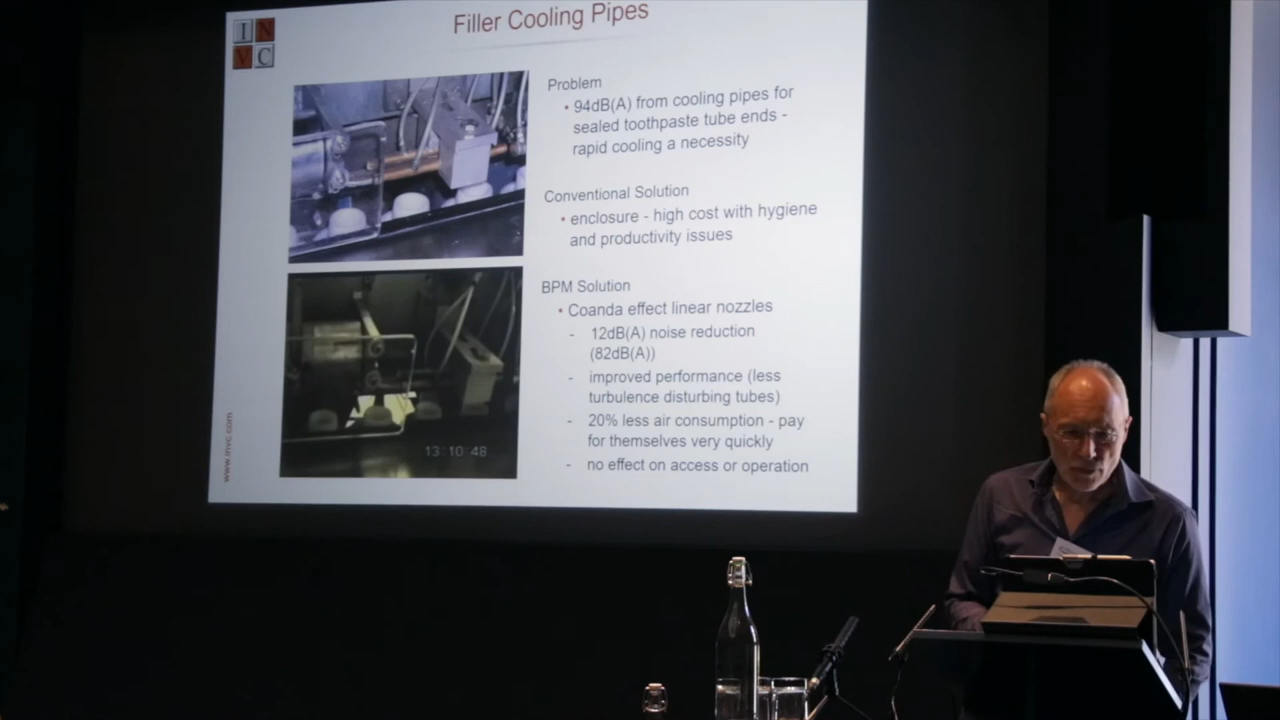 I N
V C
Filler Cooling Pipes
Problem
• 94dB(A) from cooling pipes for
sealed toothpaste tube ends -
rapid cooling a necessity
Conventional Solution
• enclosure - high cost with hygiene
and productivity issues
BPM Solution
• Coanda effect linear nozzles
- 12dB(A) noise reduction
(82dB(A))
- improved performance (less
turbulence disturbing tubes)
- 20% less air consumption - pay
for themselves very quickly
- no effect on access or operation
13:10:48
www.invc.com